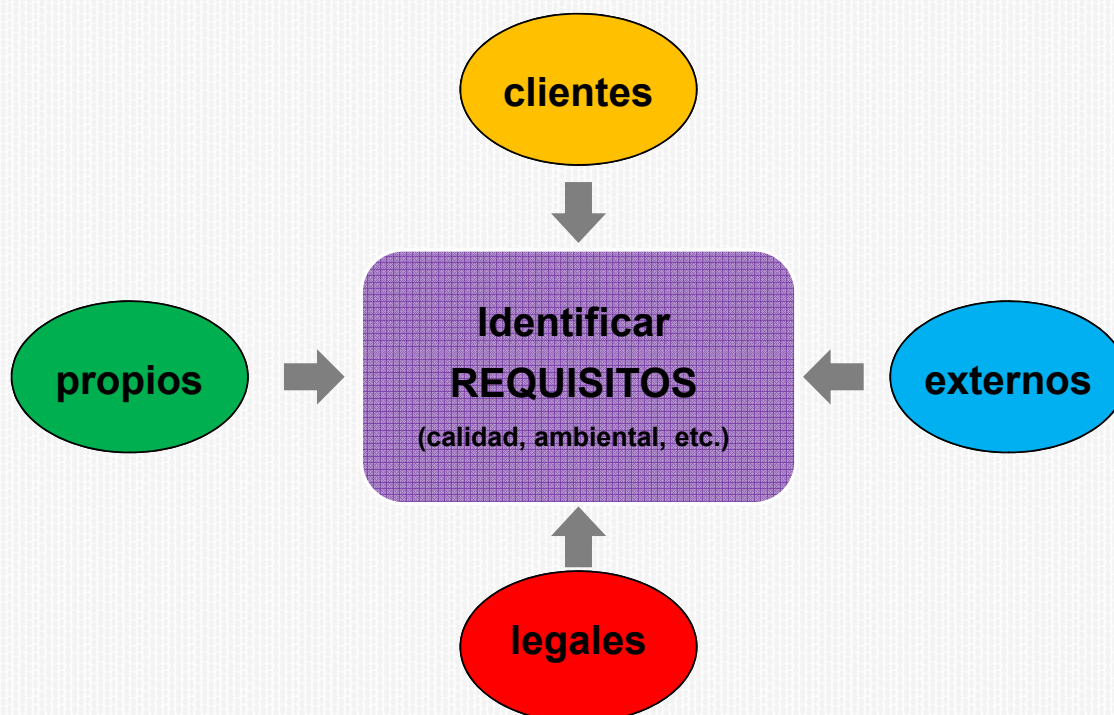 clientes
Identificar
REQUISITOS
(calidad, ambiental, etc.)
propios
externos
legales